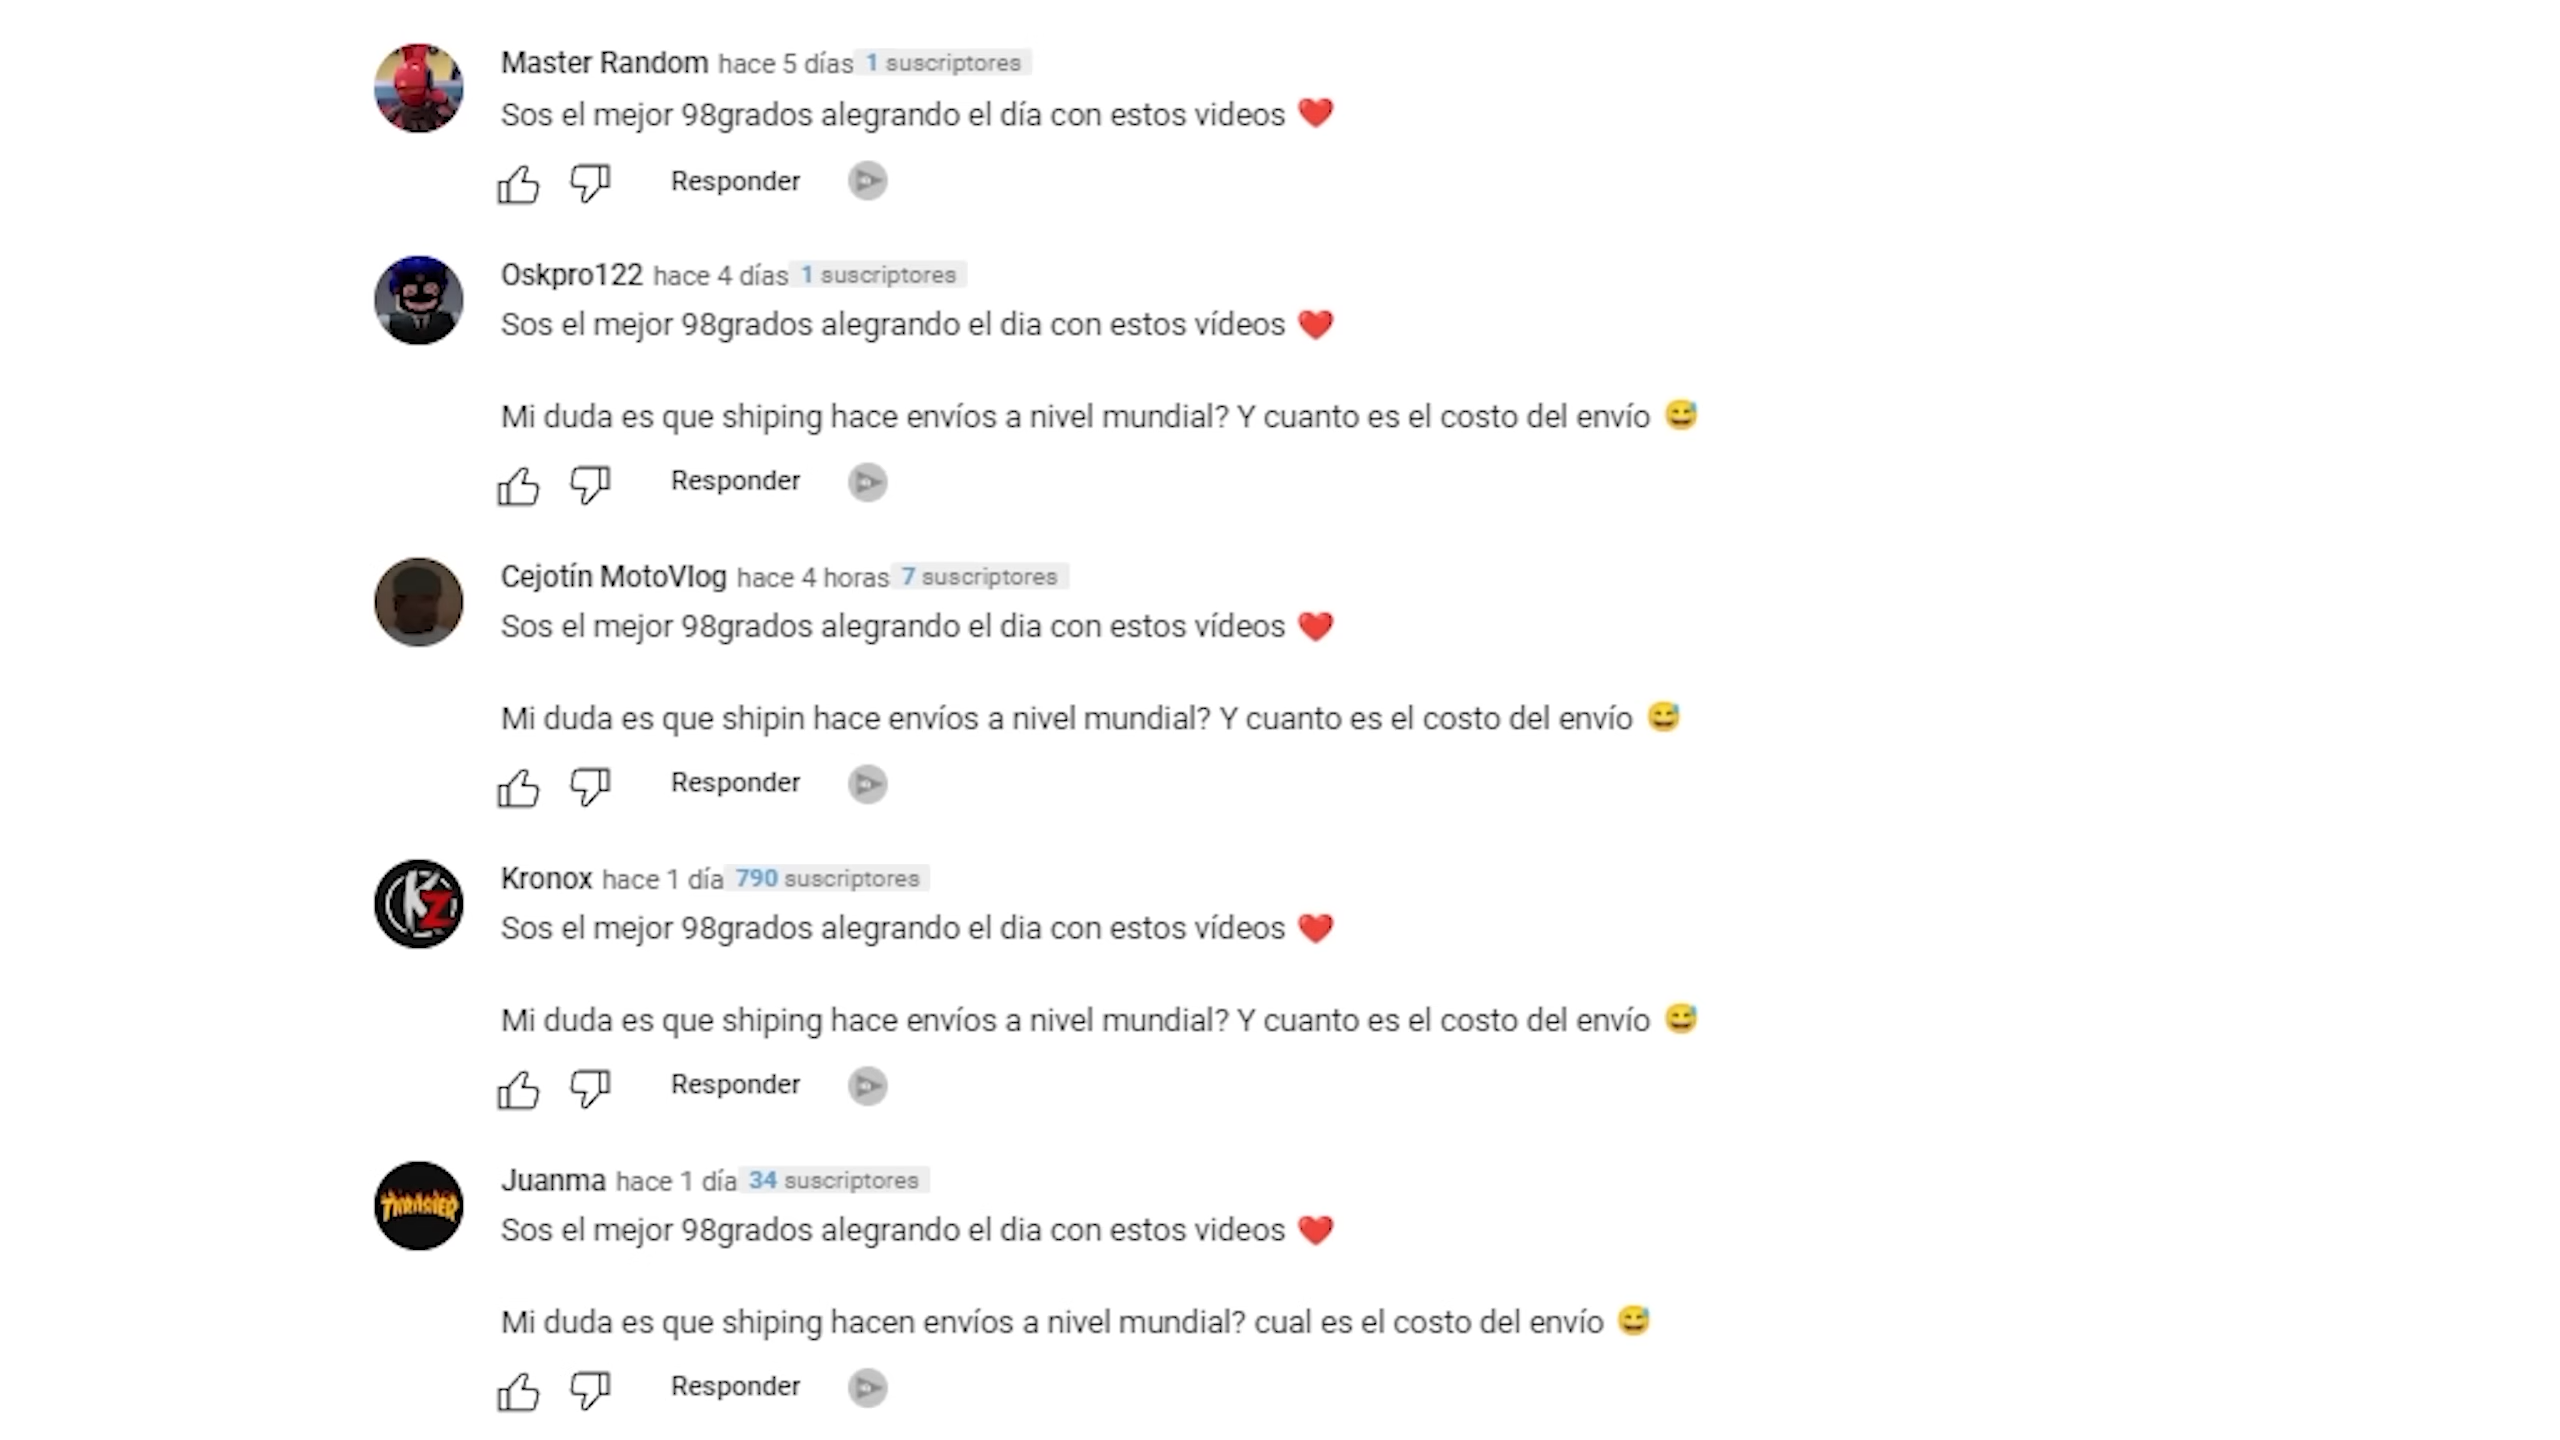 Master Random hace 5 días 1 suscriptores
Sos el mejor 98grados alegrando el día con estos videos ❤️
Responder
Oskpro122 hace 4 días 1 suscriptores
Sos el mejor 98grados alegrando el dia con estos vídeos ❤️
Mi duda es que shiping hace envíos a nivel mundial? Y cuanto es el costo del envío 😅
Responder
Cejotín MotoVlog hace 4 horas 7 suscriptores
Sos el mejor 98grados alegrando el dia con estos vídeos ❤️
Mi duda es que shipin hace envíos a nivel mundial? Y cuanto es el costo del envío 😅
Responder
KZ
Kronox hace 1 día 790 suscriptores
Sos el mejor 98grados alegrando el dia con estos vídeos ❤️
Mi duda es que shiping hace envíos a nivel mundial? Y cuanto es el costo del envío 😅
Responder
THRASHER
Juanma hace 1 día 34 suscriptores
Sos el mejor 98grados alegrando el dia con estos videos ❤️
Mi duda es que shiping hacen envíos a nivel mundial? cual es el costo del envío 😅
Responder